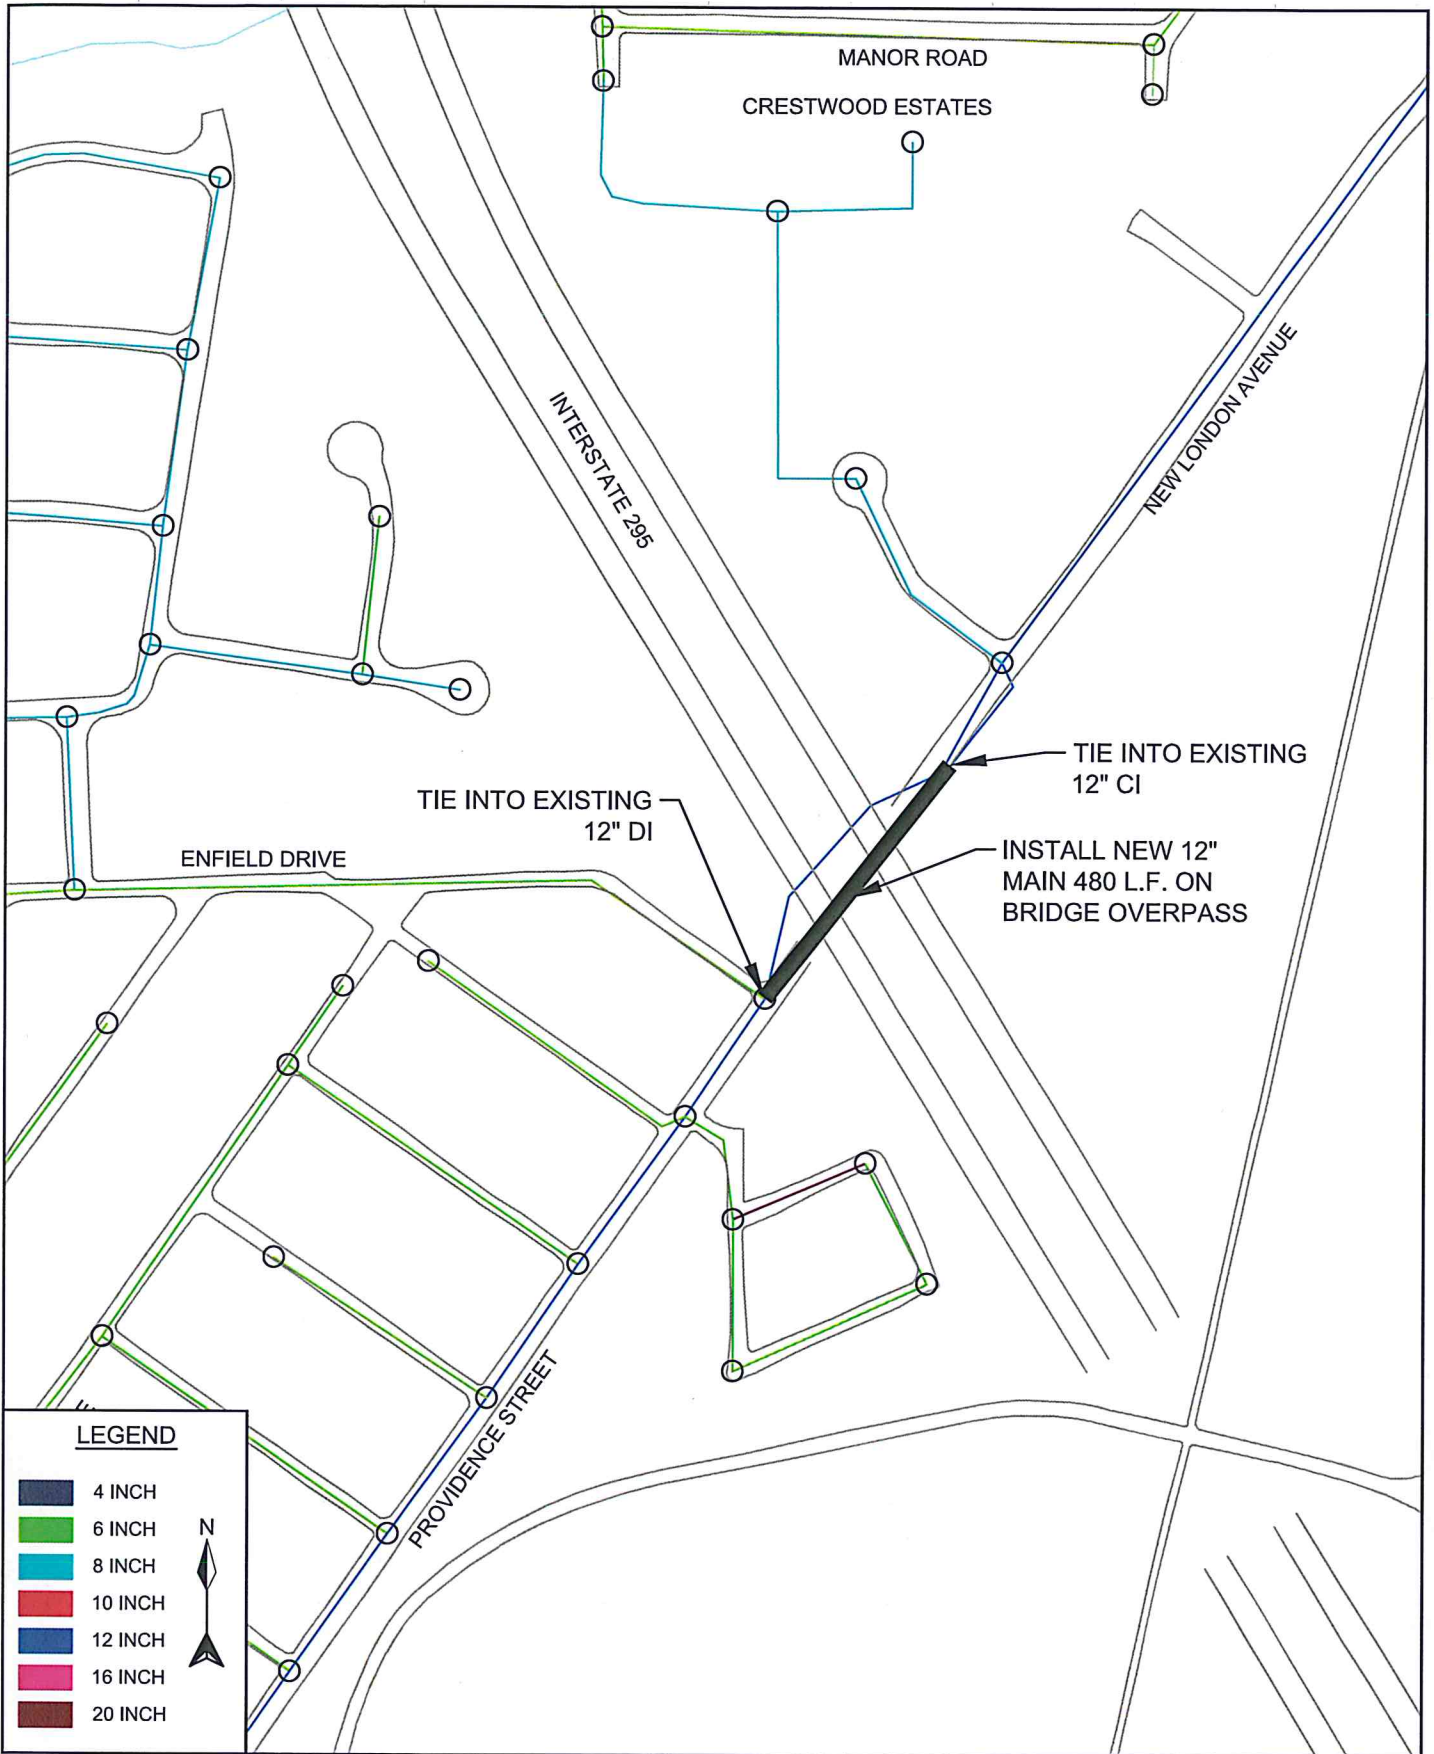 MANOR ROAD
CRESTWOOD ESTATES
INTERSTATE 295
NEW LONDON AVENUE
TIE INTO EXISTING
12" CI
TIE INTO EXISTING
12" DI
INSTALL NEW 12"
MAIN 480 L.F. ON
BRIDGE OVERPASS
ENFIELD DRIVE
PROVIDENCE STREET
LEGEND
4 INCH
6 INCH
8 INCH
10 INCH
12 INCH
16 INCH
20 INCH
N